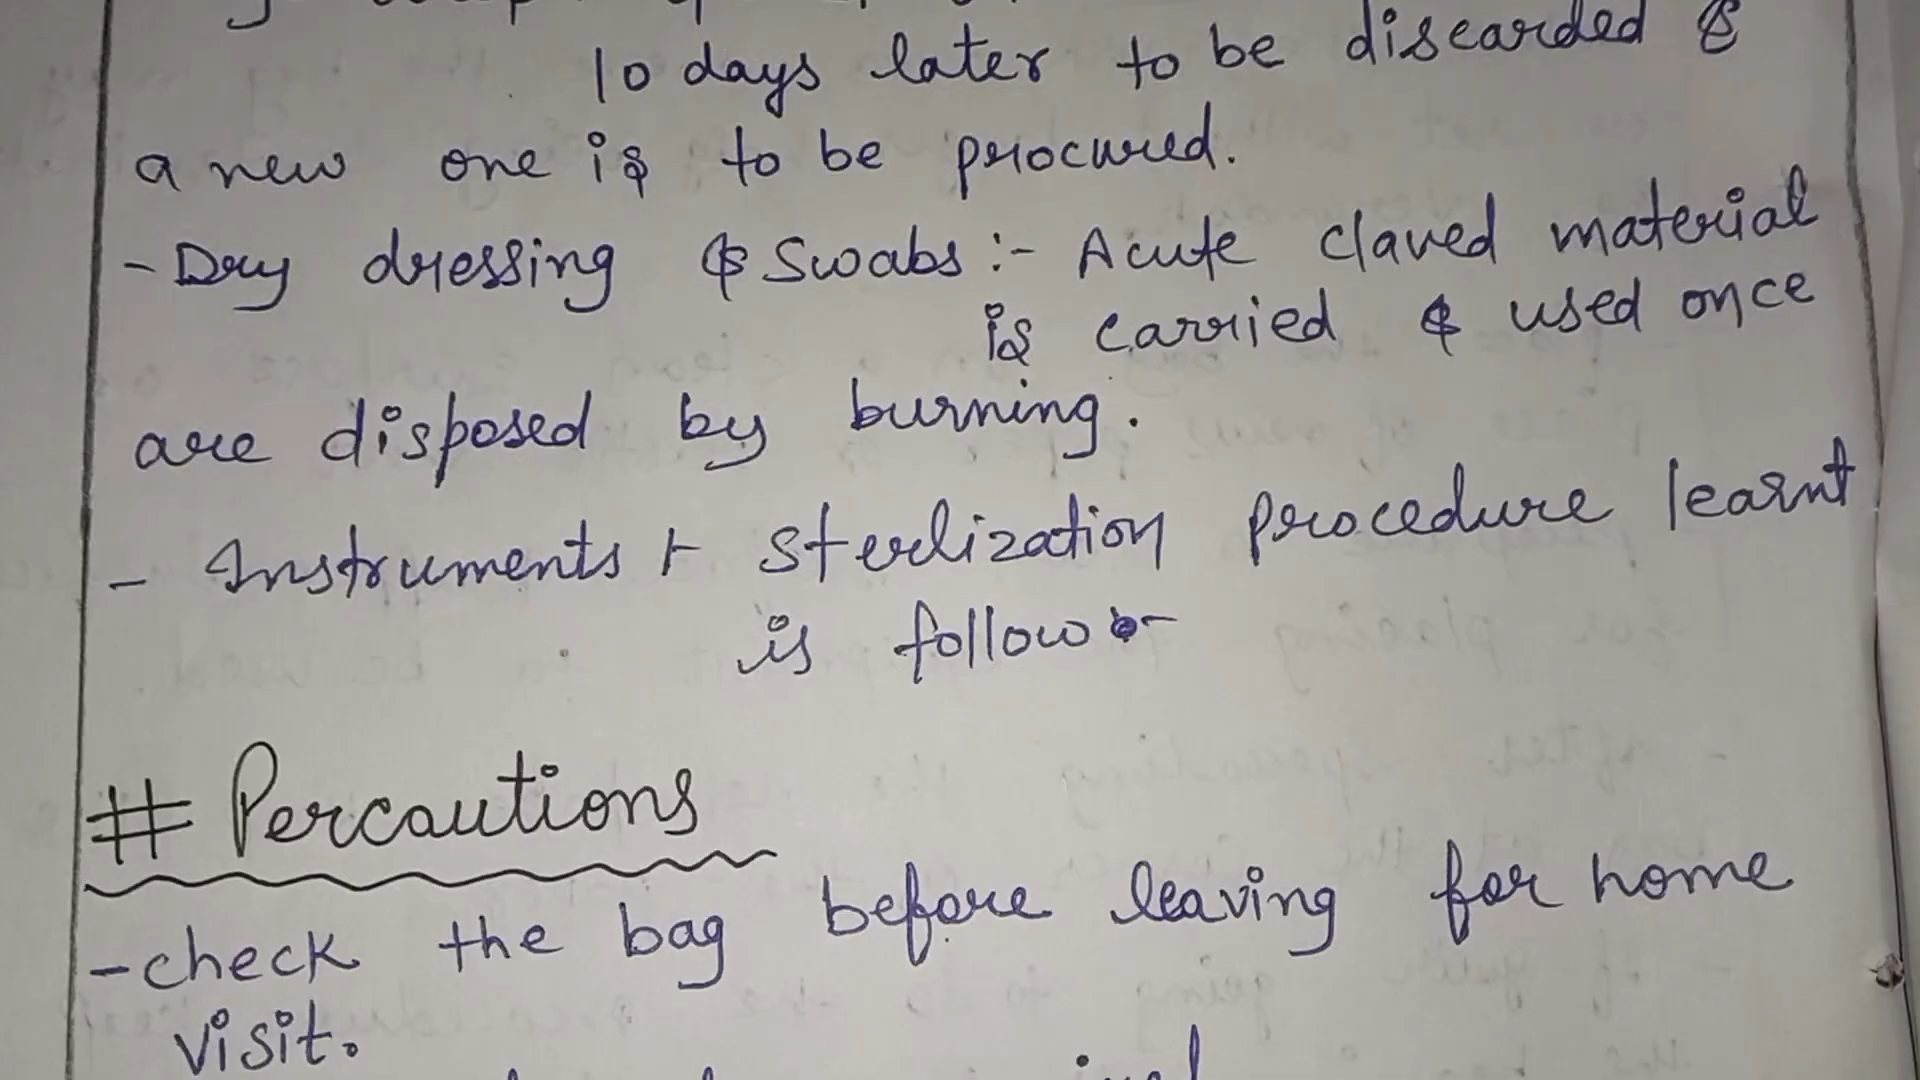 10 days later to be discarded &
a new one is to be procured.
- Dry dressing & Swabs :- Acute claved material
is carried & used once
are disposed by burning.
- Instruments :- sterlization procedure learnt
is follow
# Percautions
- check the bag before leaving for home
visit.